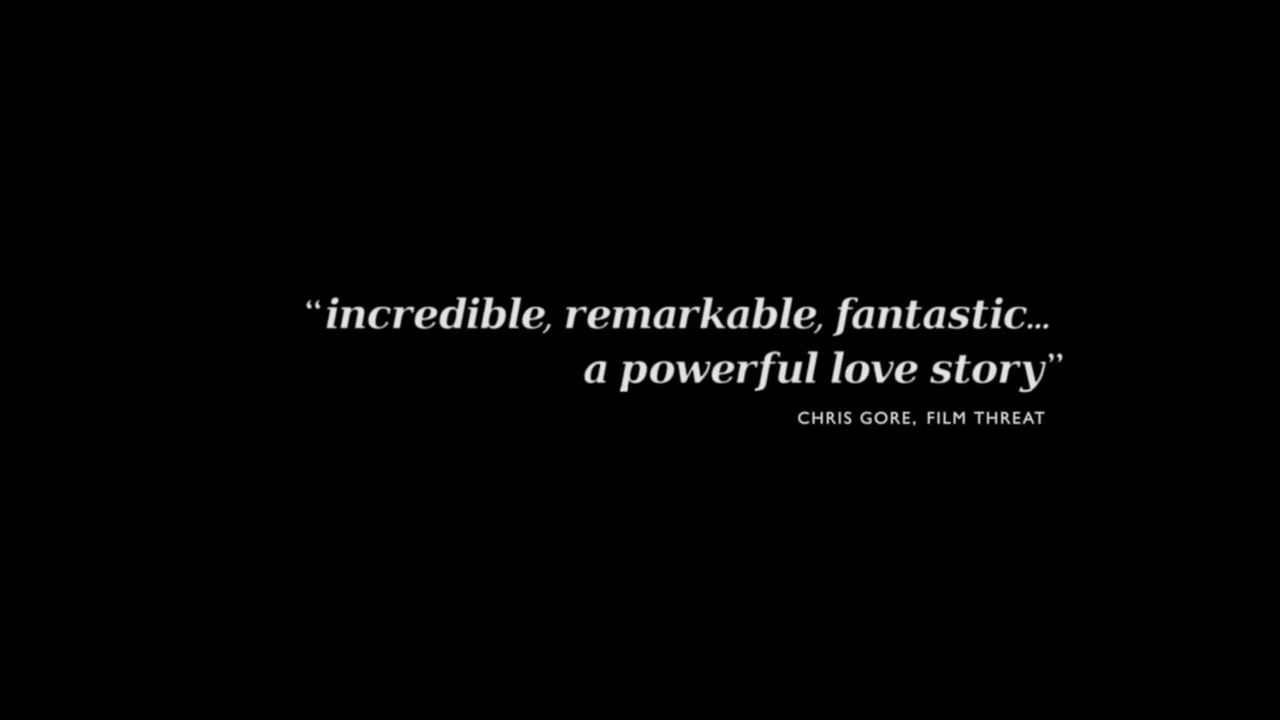 “incredible, remarkable, fantastic...
a powerful love story”
CHRIS GORE, FILM THREAT